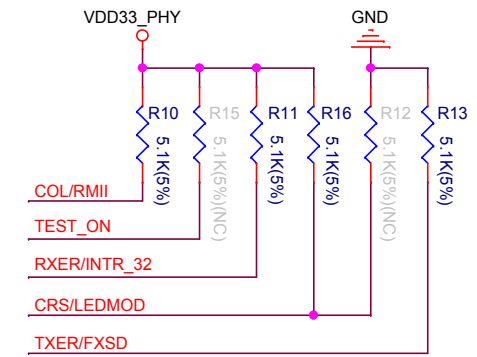 VDD33_PHY
GND
R10
R15
R11
R16
R12
R13
5.1K(5%)
5.1K(5%)(NC)
5.1K(5%)
5.1K(5%)
5.1K(5%)(NC)
5.1K(5%)
COL/RMII
TEST_ON
RXER/INTR_32
CRS/LEDMOD
TXER/FXSD